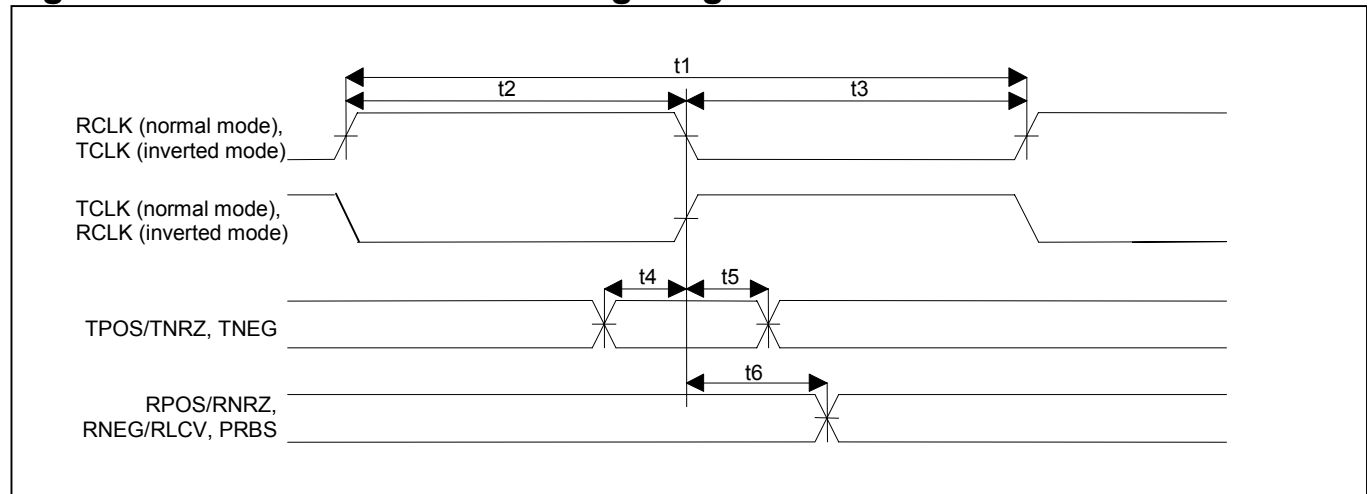 t1
t2
t3
RCLK (normal mode),
TCLK (inverted mode)
TCLK (normal mode),
RCLK (inverted mode)
t4
t5
TPOS/TNRZ, TNEG
t6
RPOS/RNRZ,
RNEG/RLCV, PRBS